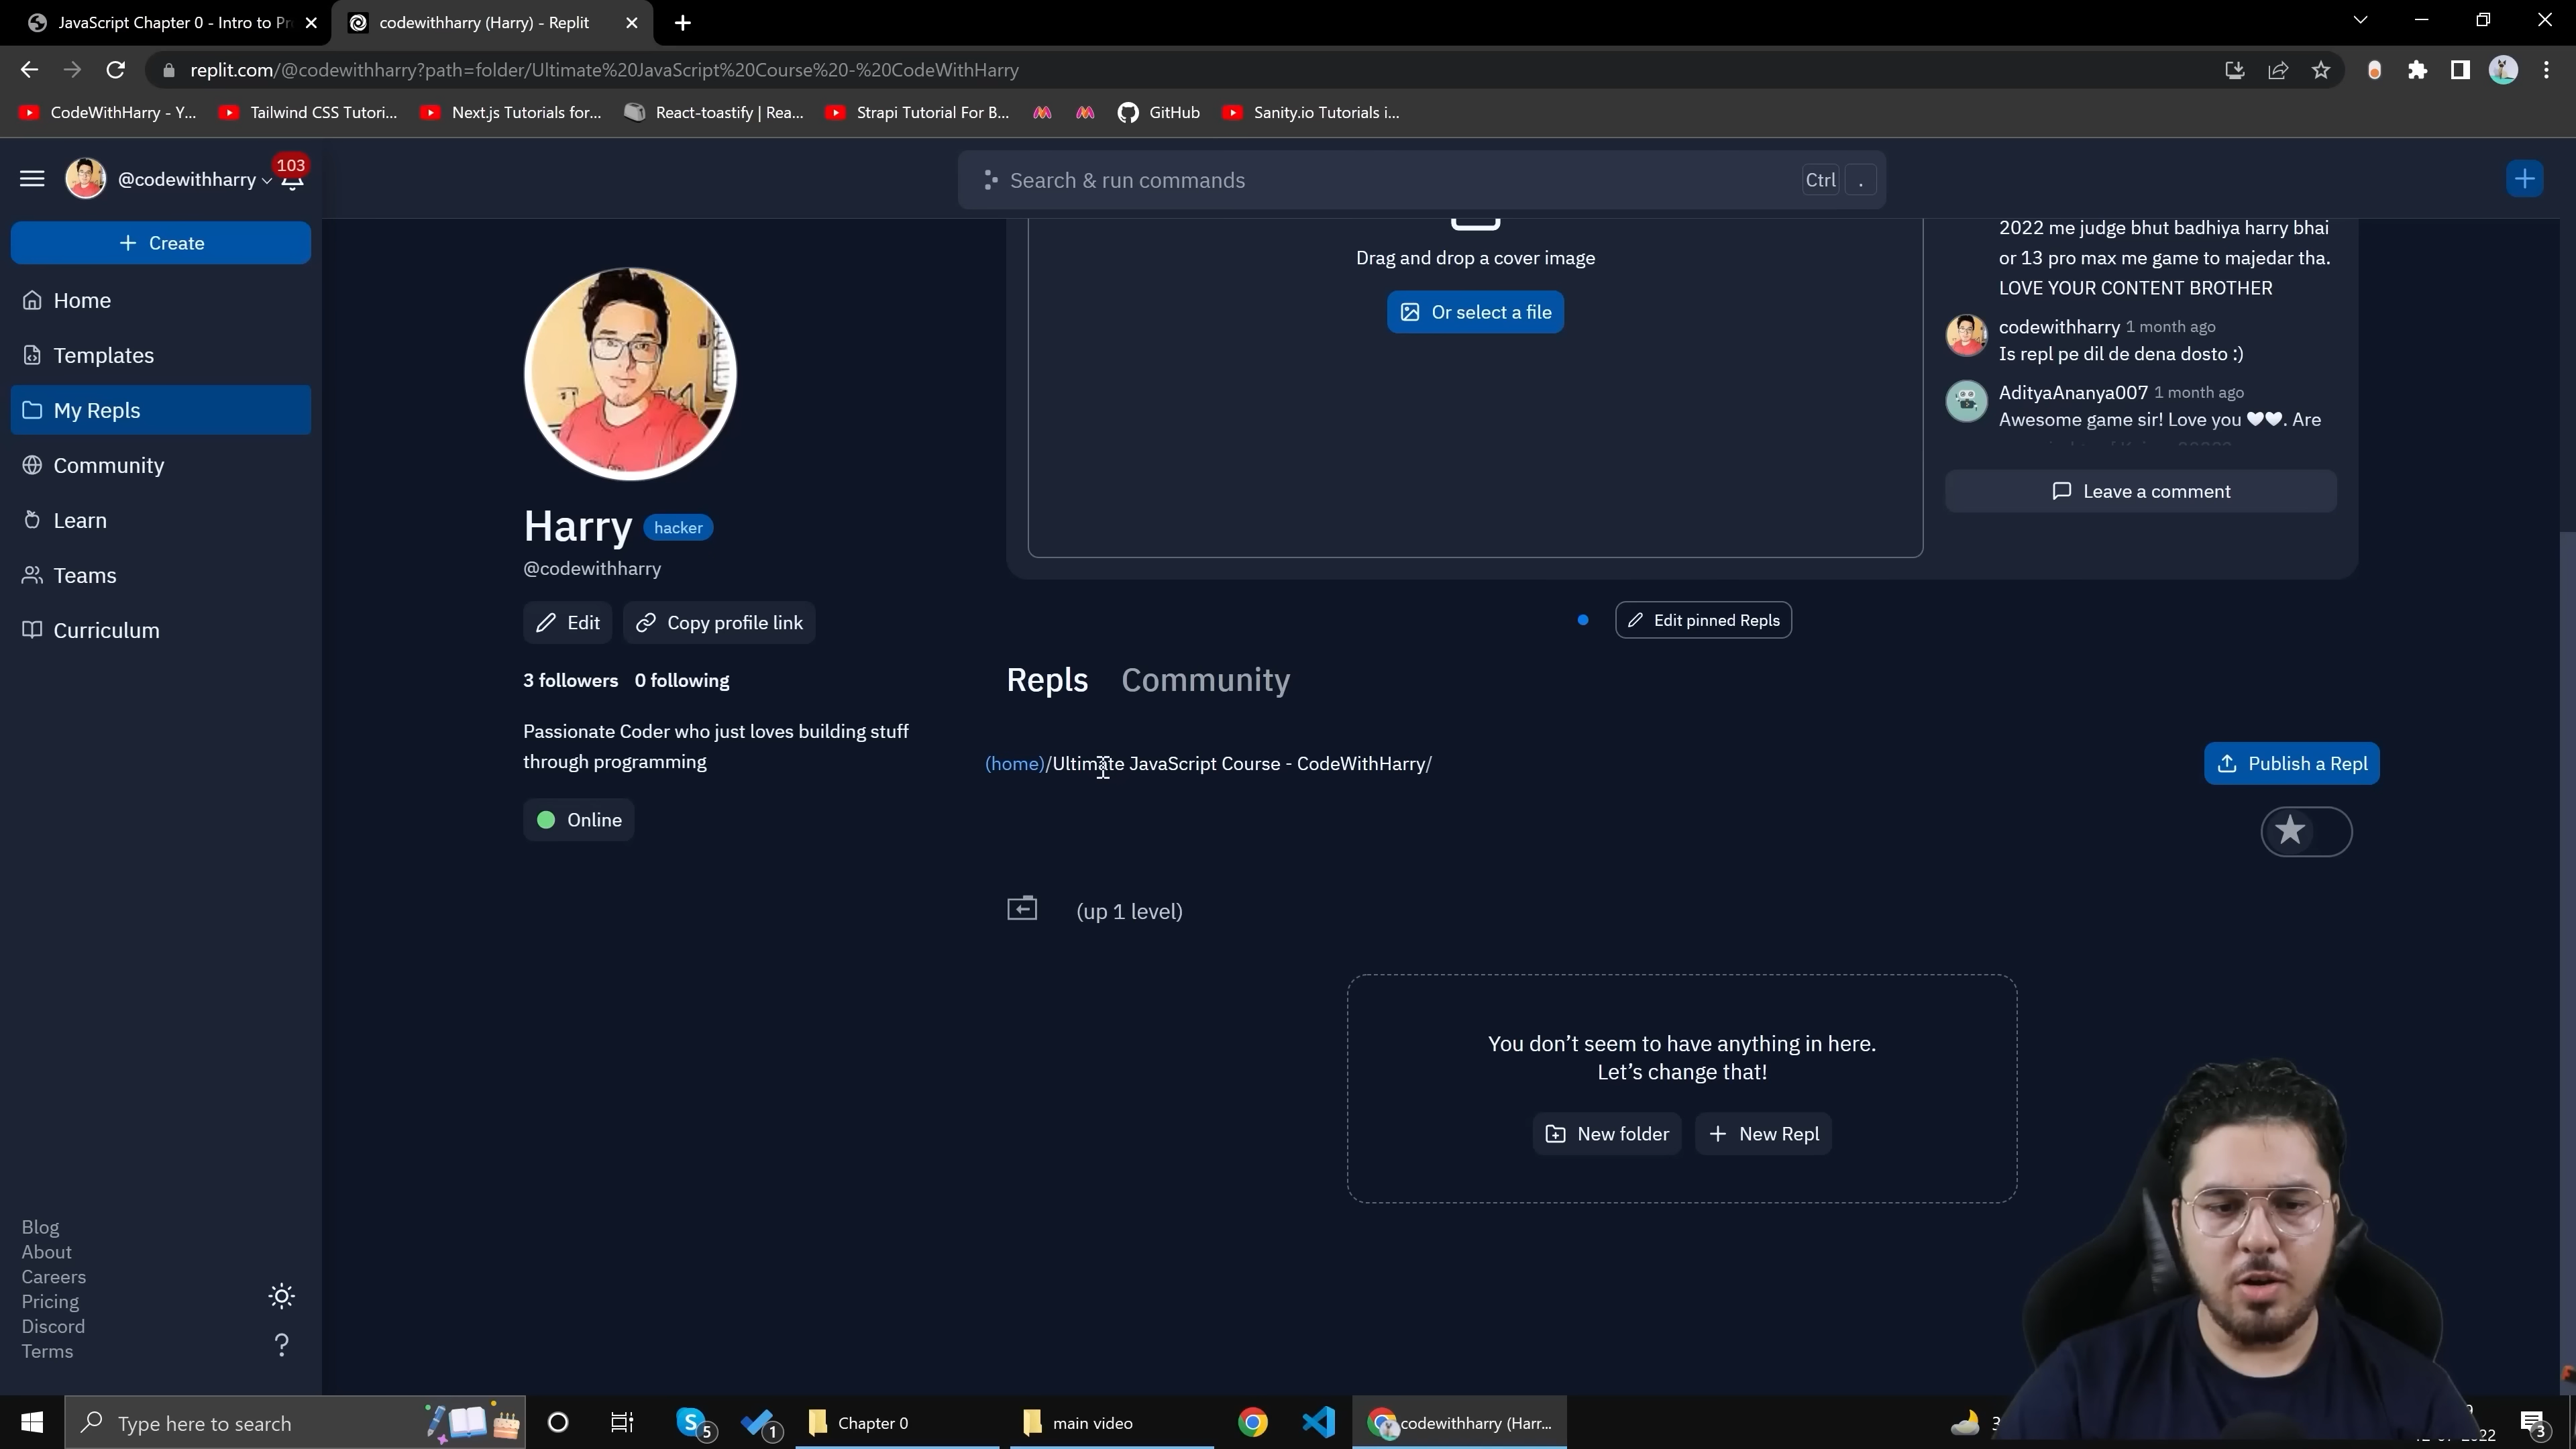 JavaScript Chapter 0 - Intro to Pr
codewithharry (Harry) - Replit
replit.com/@codewithharry?path=folder/Ultimate%20JavaScript%20Course%20-%20CodeWithHarry
CodeWithHarry - Y...
Tailwind CSS Tutori...
Next.js Tutorials for...
React-toastify | Rea...
Strapi Tutorial For B...
GitHub
Sanity.io Tutorials i...
@codewithharry
103
Search & run commands
Ctrl .
+ Create
Home
Templates
My Repls
Community
Learn
Teams
Curriculum
Blog
About
Careers
Pricing
Discord
Terms
?
Harry hacker
@codewithharry
Edit
Copy profile link
3 followers 0 following
Passionate Coder who just loves building stuff
through programming
Online
Drag and drop a cover image
Or select a file
2022 me judge bhut badhiya harry bhai
or 13 pro max me game to majedar tha.
LOVE YOUR CONTENT BROTHER
codewithharry 1 month ago
Is repl pe dil de dena dosto :)
AdityaAnanya007 1 month ago
Awesome game sir! Love you 🤍🤍. Are
Leave a comment
Edit pinned Repls
Repls Community
(home)/Ultimate JavaScript Course - CodeWithHarry/
Publish a Repl
(up 1 level)
You don’t seem to have anything in here.
Let’s change that!
New folder
+ New Repl
Type here to search
5
1
Chapter 0
main video
codewithharry (Harr...
3